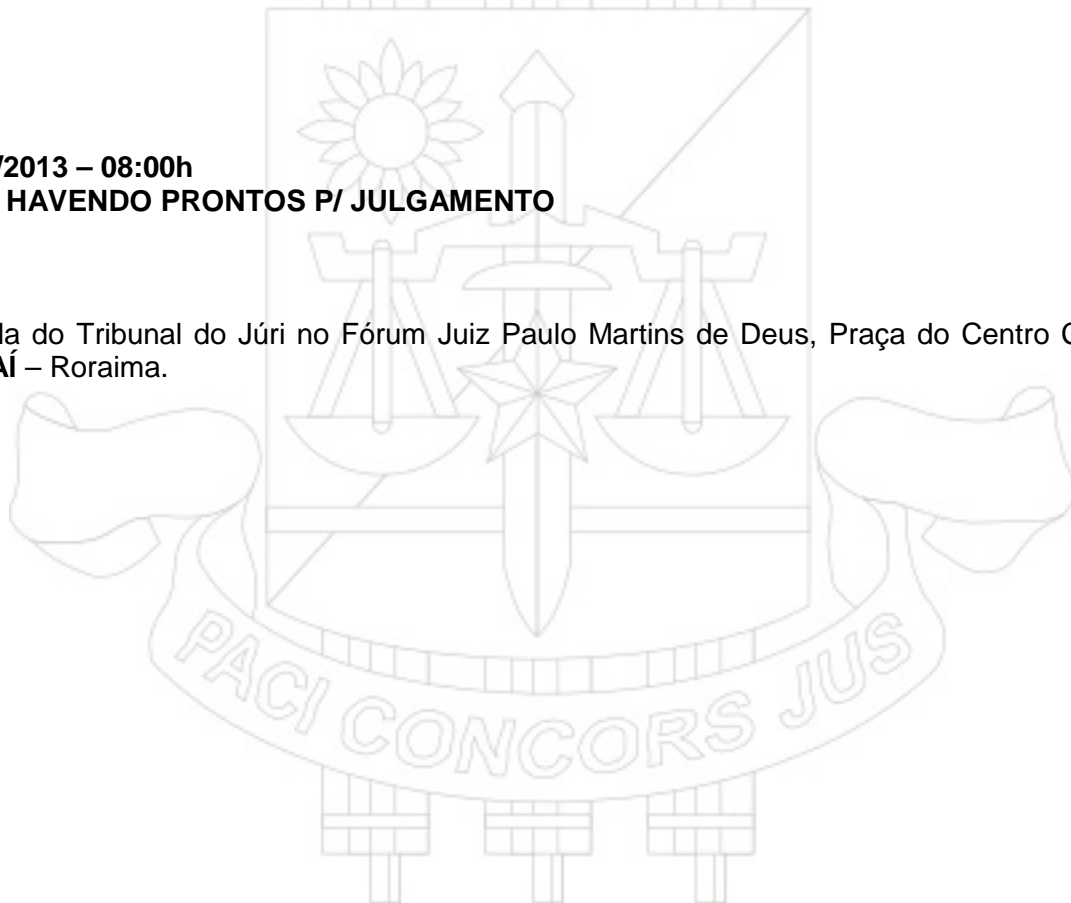 /2013 – 08:00h
HAVENDO PRONTOS P/ JULGAMENTO
la do Tribunal do Júri no Fórum Juiz Paulo Martins de Deus, Praça do Centro C
AÍ – Roraima.
PACI CONCORS JUS